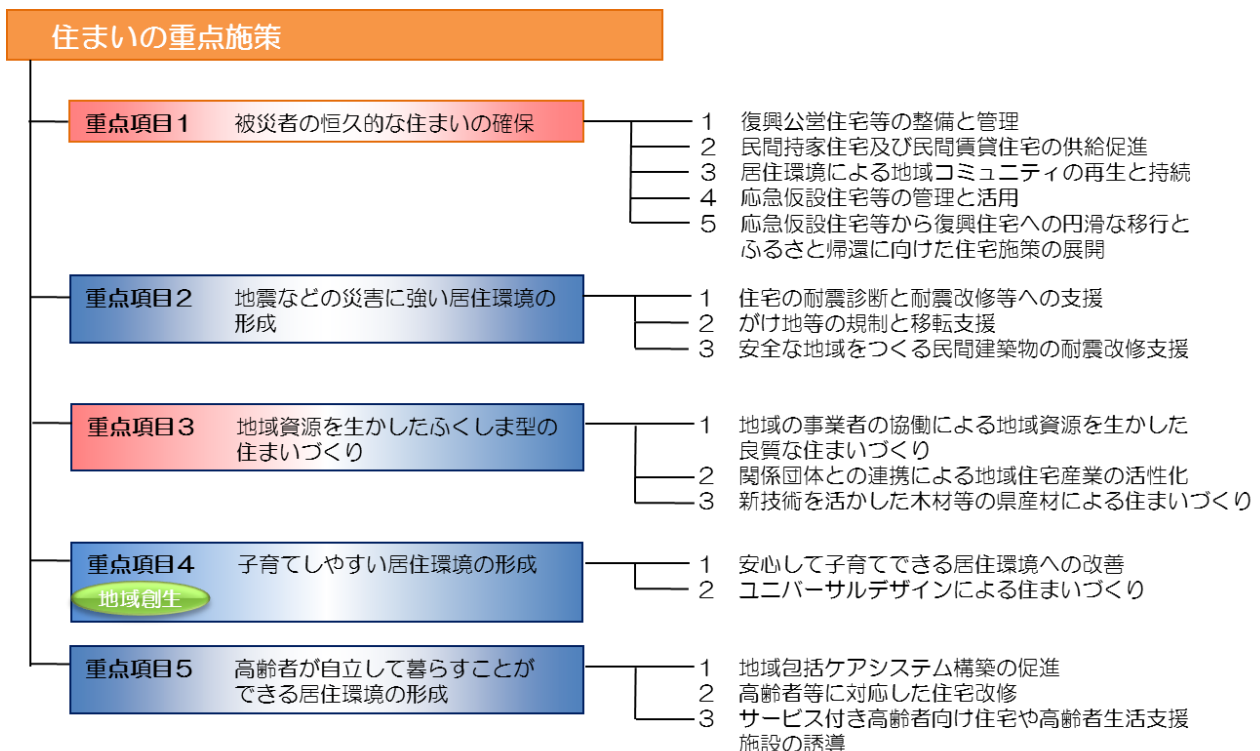 住まいの重点施策
重点項目1 被災者の恒久的な住まいの確保
1 復興公営住宅等の整備と管理
2 民間持家住宅及び民間賃貸住宅の供給促進
3 居住環境による地域コミュニティの再生と持続
4 応急仮設住宅等の管理と活用
5 応急仮設住宅等から復興住宅への円滑な移行と
ふるさと帰還に向けた住宅施策の展開
重点項目2 地震などの災害に強い居住環境の
形成
1 住宅の耐震診断と耐震改修等への支援
2 がけ地等の規制と移転支援
3 安全な地域をつくる民間建築物の耐震改修支援
重点項目3 地域資源を生かしたふくしま型の
住まいづくり
1 地域の事業者の協働による地域資源を生かした
良質な住まいづくり
2 関係団体との連携による地域住宅産業の活性化
3 新技術を活かした木材等の県産材による住まいづくり
重点項目4 子育てしやすい居住環境の形成
地域創生
1 安心して子育てできる居住環境への改善
2 ユニバーサルデザインによる住まいづくり
重点項目5 高齢者が自立して暮らすことが
できる居住環境の形成
1 地域包括ケアシステム構築の促進
2 高齢者等に対応した住宅改修
3 サービス付き高齢者向け住宅や高齢者生活支援
施設の誘導